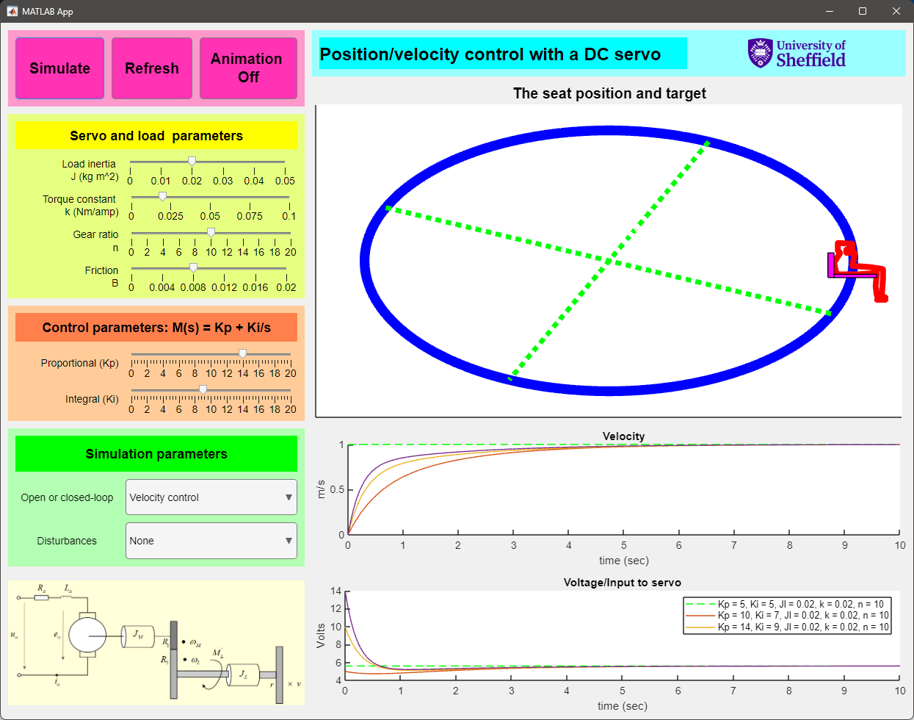 MATLAB App
Simulate
Refresh
Animation
Off
Position/velocity control with a DC servo
University of
Sheffield
Servo and load parameters
Load inertia
J (kg m^2)
0 0.01 0.02 0.03 0.04 0.05
Torque constant
k (Nm/amp)
0 0.025 0.05 0.075 0.1
Gear ratio
n
0 2 4 6 8 10 12 14 16 18 20
Friction
B
0 0.004 0.008 0.012 0.016 0.02
Control parameters: M(s) = Kp + Ki/s
Proportional (Kp)
0 2 4 6 8 10 12 14 16 18 20
Integral (Ki)
0 2 4 6 8 10 12 14 16 18 20
Simulation parameters
Open or closed-loop
Velocity control
Disturbances
None
The seat position and target
Velocity
m/s
1
0.5
0
0 1 2 3 4 5 6 7 8 9 10
time (sec)
Voltage/Input to servo
Volts
14
12
10
8
6
4
0 1 2 3 4 5 6 7 8 9 10
time (sec)
Kp = 5, Ki = 5, Jl = 0.02, k = 0.02, n = 10
Kp = 10, Ki = 7, Jl = 0.02, k = 0.02, n = 10
Kp = 14, Ki = 9, Jl = 0.02, k = 0.02, n = 10
R_a L_a
u_a e_a
i_a
J_M
R_1
R_2
ω_M
ω_L
M_L
J_L
r
× v